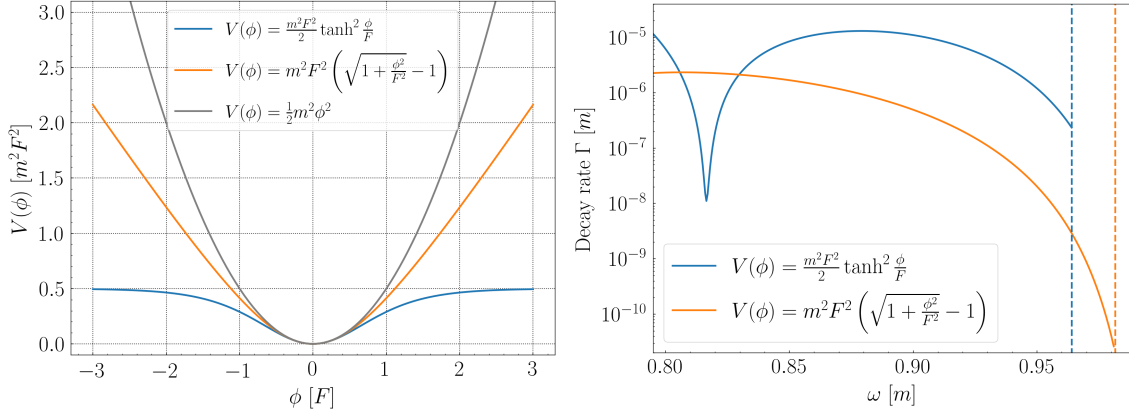 3.0
2.5
2.0
1.5
1.0
0.5
0.0
V(φ) [m²F²]
V(φ) = m²F²/2 tanh² φ/F
V(φ) = m²F² (√(1 + φ²/F²) − 1)
V(φ) = 1/2 m²φ²
−3 −2 −1 0 1 2 3
φ [F]
10⁻⁵
10⁻⁶
10⁻⁷
10⁻⁸
10⁻⁹
10⁻¹⁰
Decay rate Γ [m]
V(φ) = m²F²/2 tanh² φ/F
V(φ) = m²F² (√(1 + φ²/F²) − 1)
0.80 0.85 0.90 0.95
ω [m]